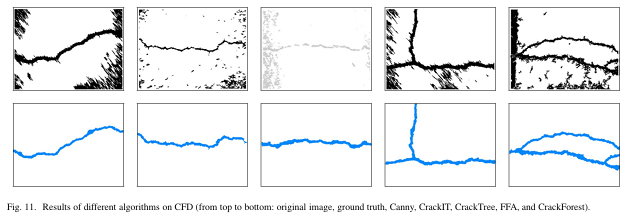 Fig. 11. Results of different algorithms on CFD (from top to bottom: original image, ground truth, Canny, CrackIT, CrackTree, FFA, and CrackForest).